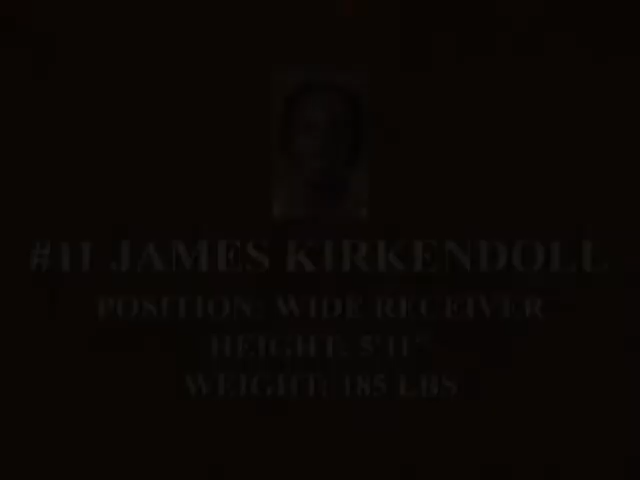 #11 JAMES KIRKENDOLL
POSITION: WIDE RECEIVER
HEIGHT: 5'11"
WEIGHT: 185 LBS